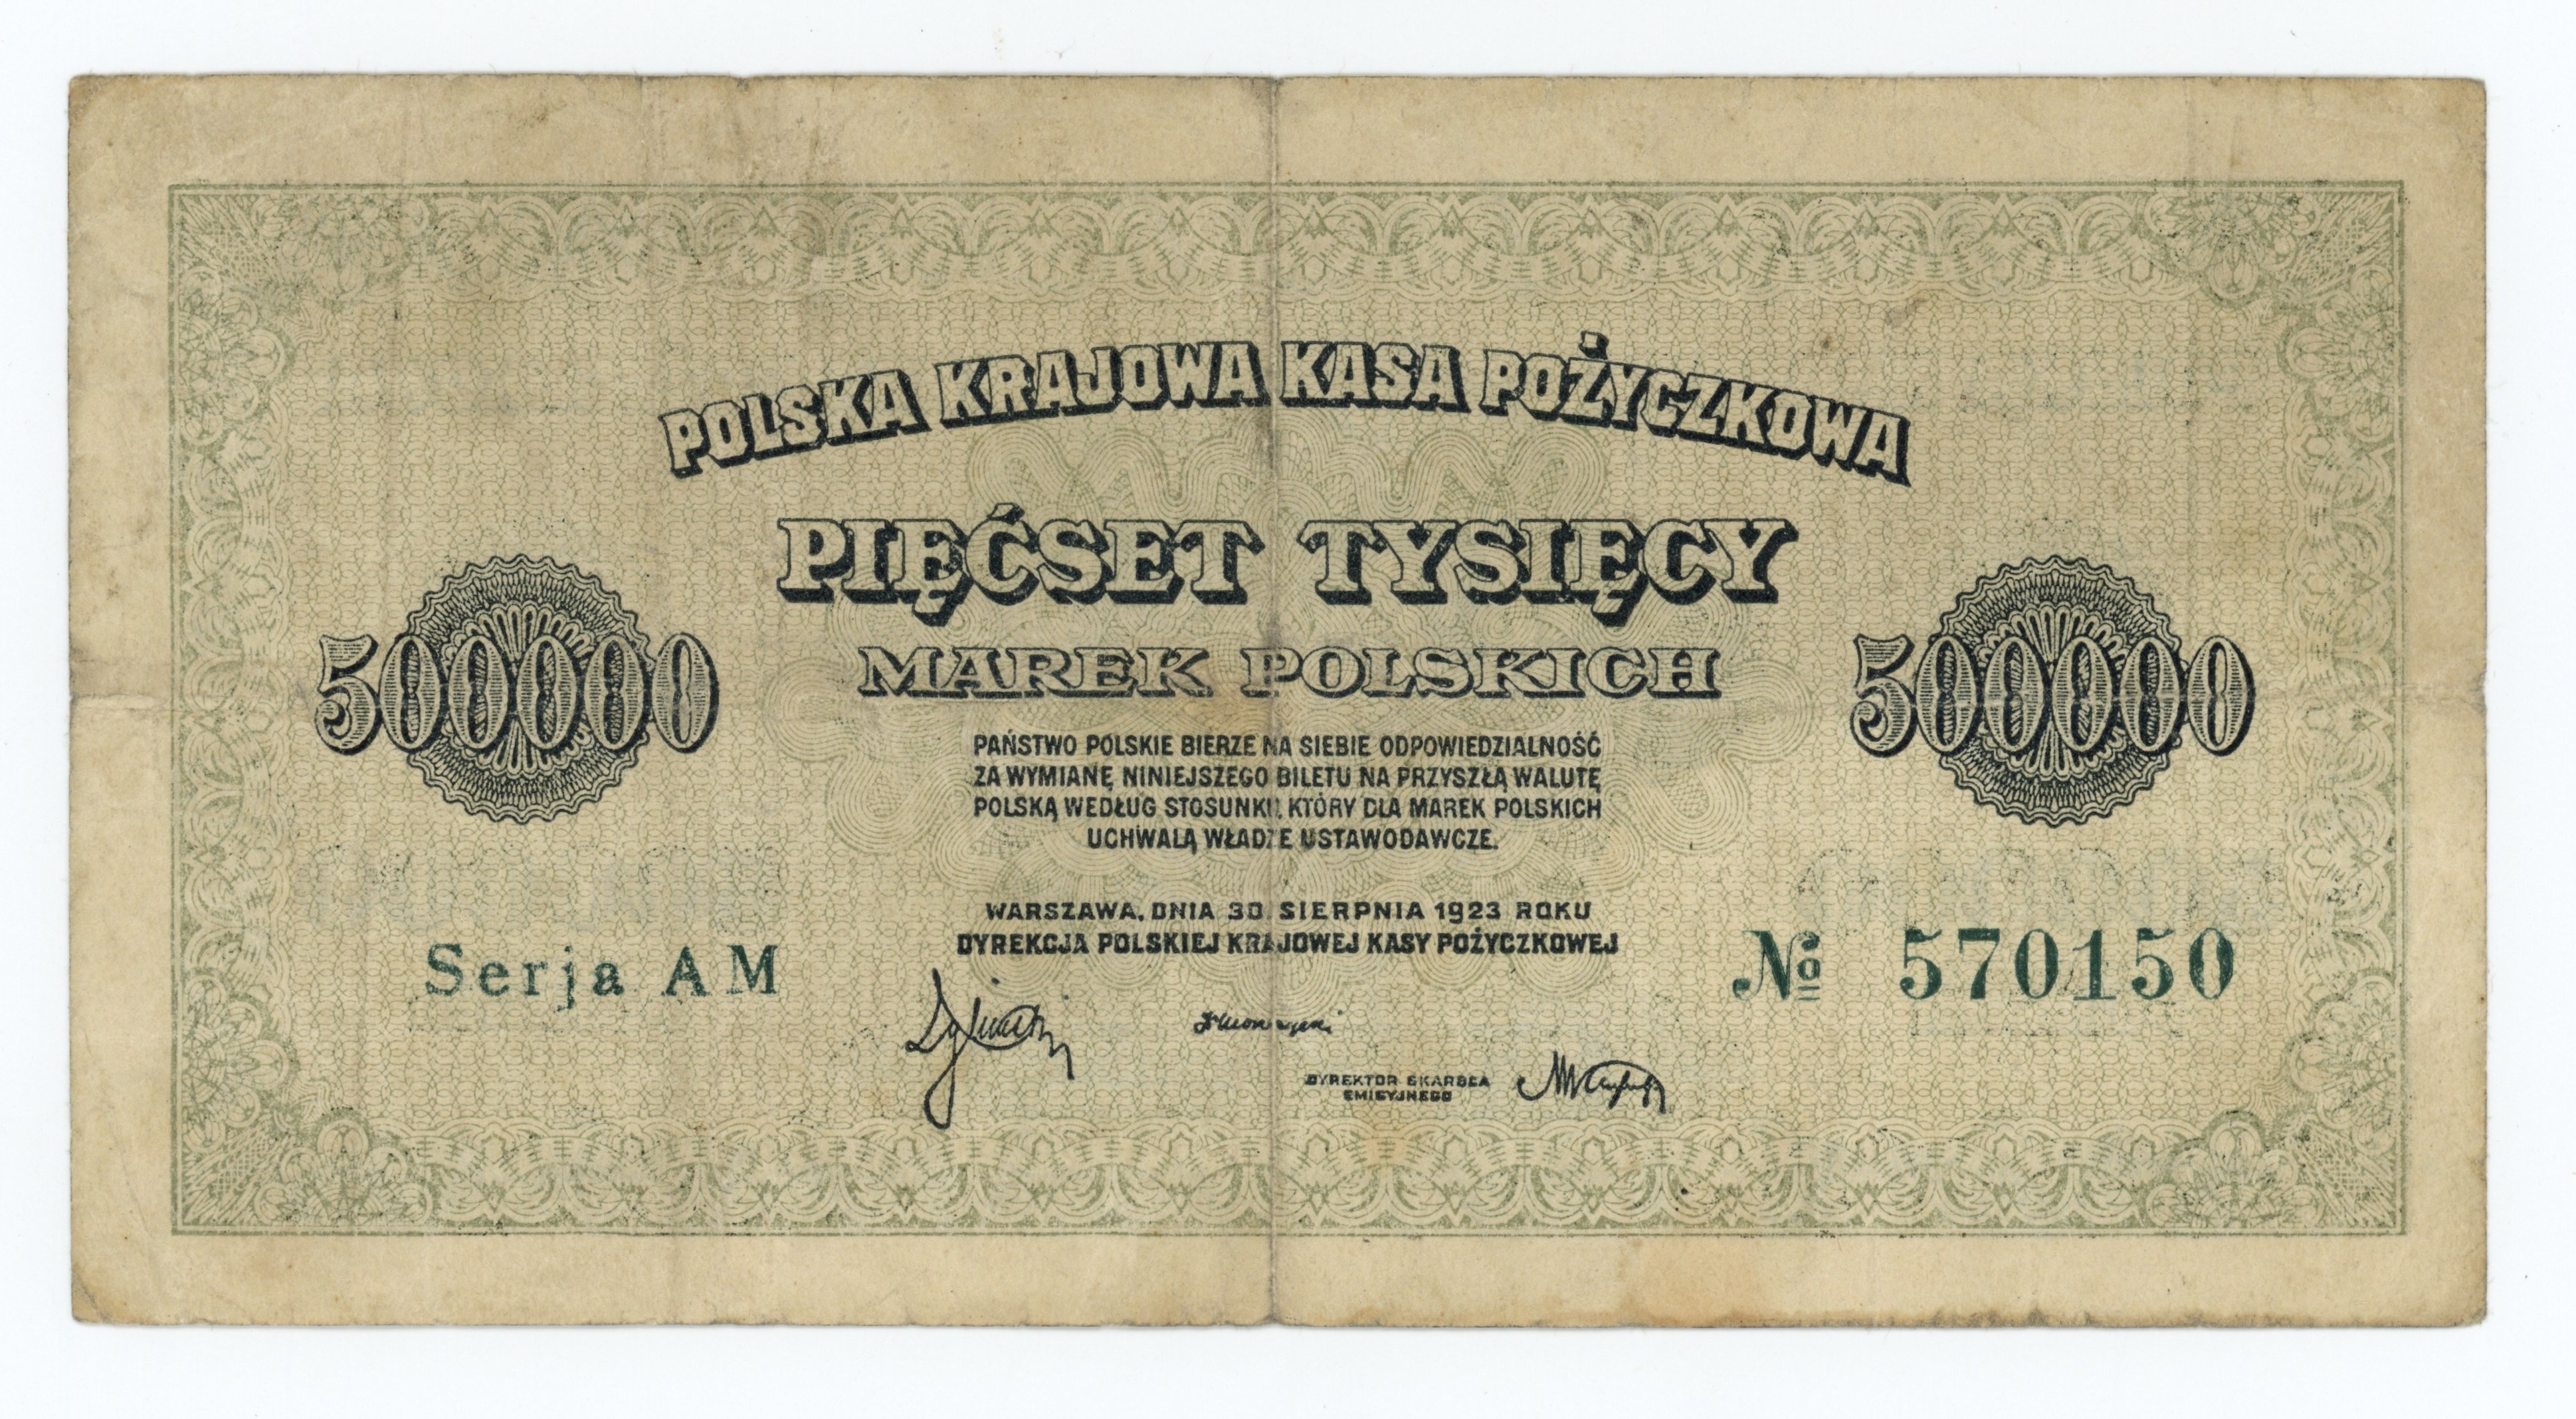 POLSKA KRAJOWA KASA POŻYCZKOWA
PIĘĆSET TYSIĘCY
MAREK POLSKICH
500000
500000
PAŃSTWO POLSKIE BIERZE NA SIEBIE ODPOWIEDZIALNOŚĆ
ZA WYMIANĘ NINIEJSZEGO BILETU NA PRZYSZŁĄ WALUTĘ
POLSKĄ WEDŁUG STOSUNKU, KTÓRY DLA MAREK POLSKICH
UCHWALĄ WŁADZE USTAWODAWCZE.
WARSZAWA, DNIA 30 SIERPNIA 1923 ROKU
DYREKCJA POLSKIEJ KRAJOWEJ KASY POŻYCZKOWEJ
Serja AM
№ 570150
DYREKTOR SKARBCA
EMISYJNEGO